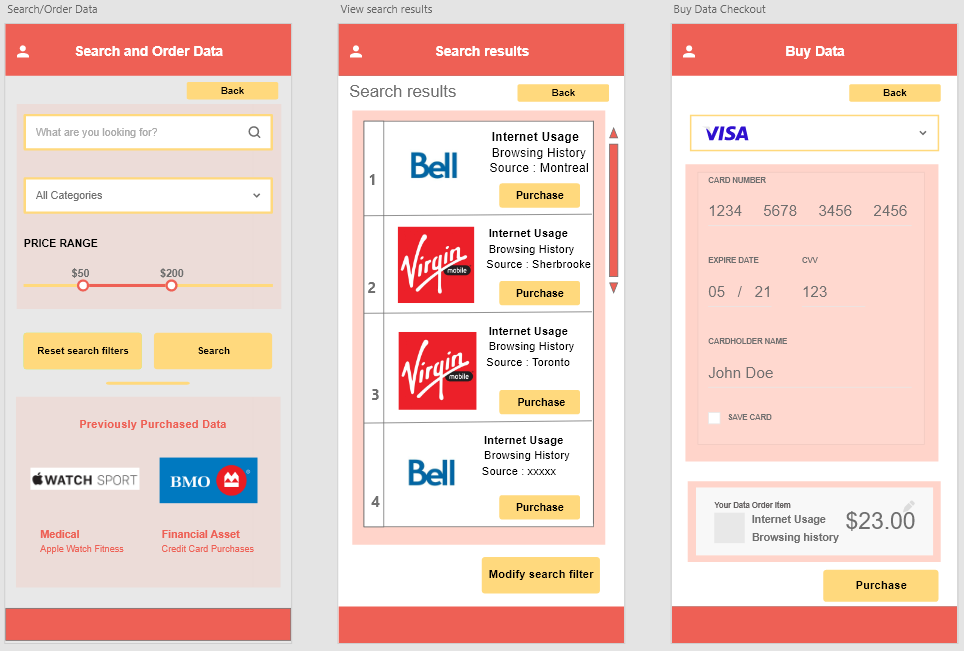 Search/Order Data
Search and Order Data
Back
What are you looking for?
All Categories
PRICE RANGE
$50 $200
Reset search filters
Search
Previously Purchased Data
WATCH SPORT
BMO
Medical
Apple Watch Fitness
Financial Asset
Credit Card Purchases
View search results
Search results
Search results
Back
1
Bell
Internet Usage
Browsing History
Source : Montreal
Purchase
2
Virgin
mobile
Internet Usage
Browsing History
Source : Sherbrooke
Purchase
3
Virgin
mobile
Internet Usage
Browsing History
Source : Toronto
Purchase
4
Bell
Internet Usage
Browsing History
Source : xxxxx
Purchase
Modify search filter
Buy Data Checkout
Buy Data
Back
VISA
CARD NUMBER
1234 5678 3456 2456
EXPIRE DATE CVV
05 / 21 123
CARDHOLDER NAME
John Doe
SAVE CARD
Your Data Order Item
Internet Usage
Browsing history
$23.00
Purchase